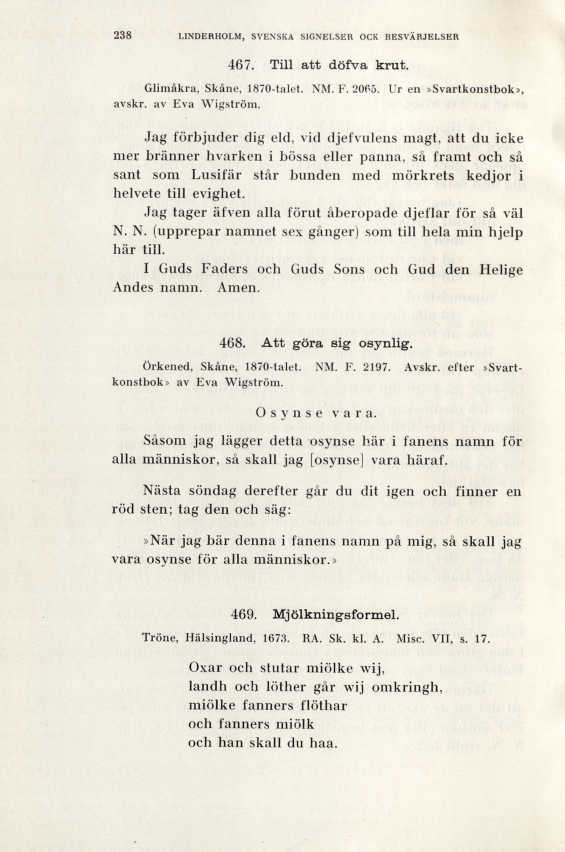 238 LINDERHOLM, SVENSKA SIGNELSER OCK BESVÄRJELSER
467. Till att döfva krut.
Glimåkra, Skåne, 1870-talet. NM. F. 2065. Ur en »Svartkonstbok»,
avskr. av Eva Wigström.
Jag förbjuder dig eld, vid djefvulens magt, att du icke
mer bränner hvarken i bössa eller panna, så framt och så
sant som Lusifär står bunden med mörkrets kedjor i
helvete till evighet.
Jag tager äfven alla förut åberopade djeflar för så väl
N. N. (upprepar namnet sex gånger) som till hela min hjelp
här till.
I Guds Faders och Guds Sons och Gud den Helige
Andes namn. Amen.
468. Att göra sig osynlig.
Örkened, Skåne, 1870-talet. NM. F. 2197. Avskr. efter »Svart-
konstbok» av Eva Wigström.
Osynse vara.
Såsom jag lägger detta osynse här i fanens namn för
alla människor, så skall jag [osynse] vara häraf.
Nästa söndag derefter går du dit igen och finner en
röd sten; tag den och säg:
»När jag bär denna i fanens namn på mig, så skall jag
vara osynse för alla människor.»
469. Mjölkningsformel.
Tröne, Hälsingland, 1673. RA. Sk. kl. A. Misc. VII, s. 17.
Oxar och stutar miölke wij,
landh och löther går wij omkringh,
miölke fanners flöthar
och fanners miölk
och han skall du haa.